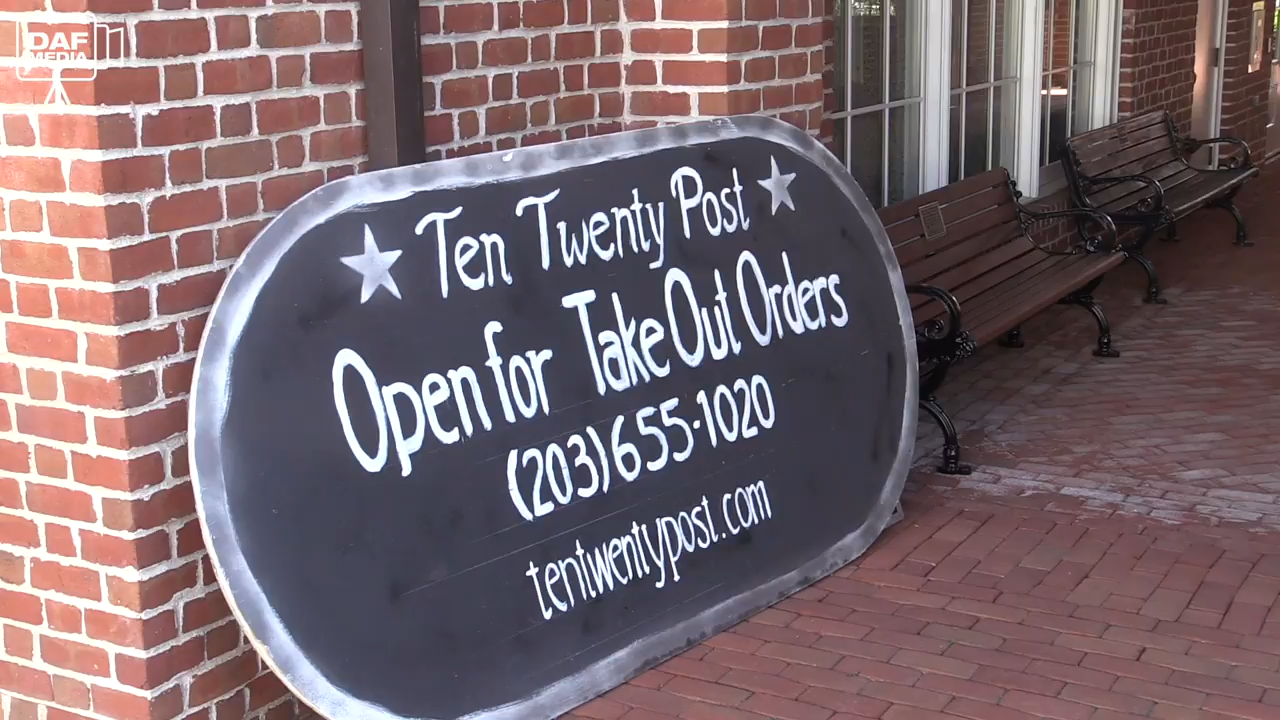 DAF
MEDIA
Ten Twenty Post
Open for Take Out Orders
(203) 655-1020
tentwentypost.com